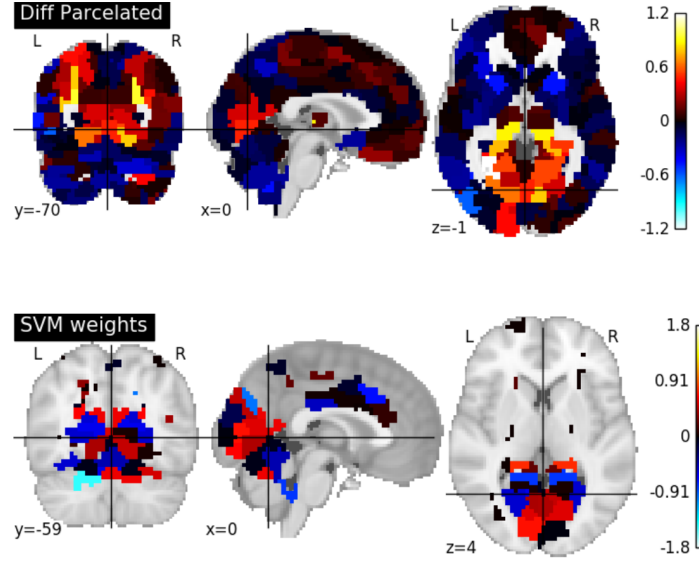 Diff Parcelated
L
R
L
R
1.2
0.6
0
-0.6
-1.2
y=-70
x=0
z=-1
SVM weights
L
R
L
R
1.8
0.91
0
-0.91
-1.8
y=-59
x=0
z=4